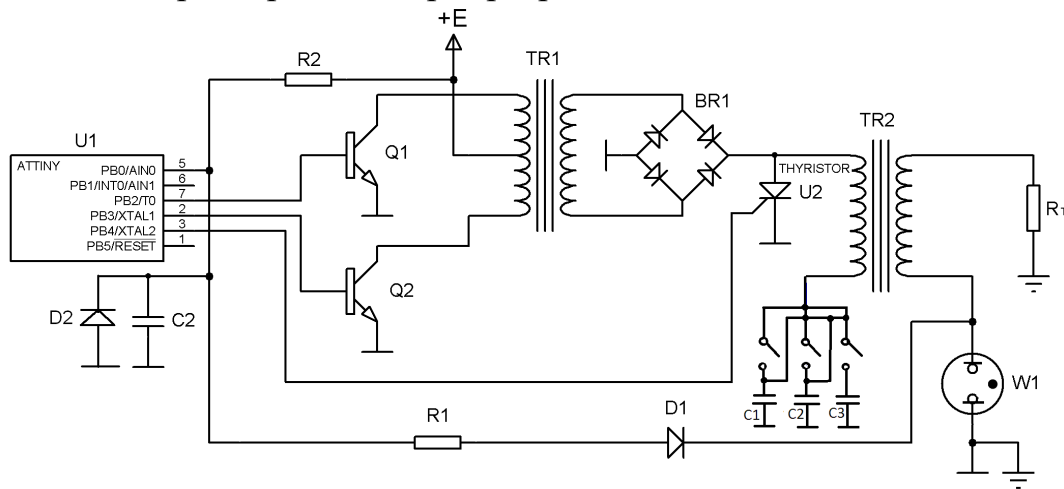 +E
R2
TR1
BR1
TR2
U1
ATTINY
PB0/AIN0 5
PB1/INT0/AIN1 6
PB2/T0 7
PB3/XTAL1 2
PB4/XTAL2 3
PB5/RESET 1
Q1
Q2
THYRISTOR
U2
D2
C2
C1
C2
C3
W1
R1
D1